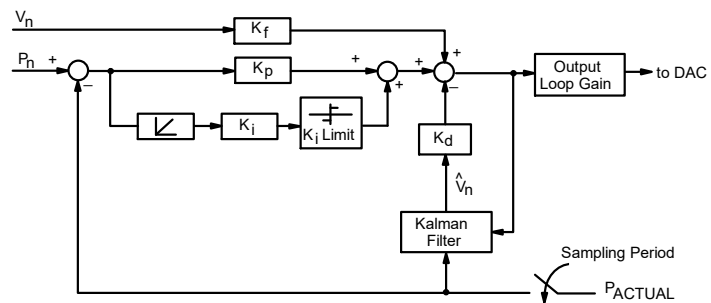 Vn
Kf
+
Pn
+
−
Kp
+
+
+
−
Output
Loop Gain
to DAC
Ki
Ki Limit
+
Kd
V̂n
Kalman
Filter
Sampling Period
PACTUAL